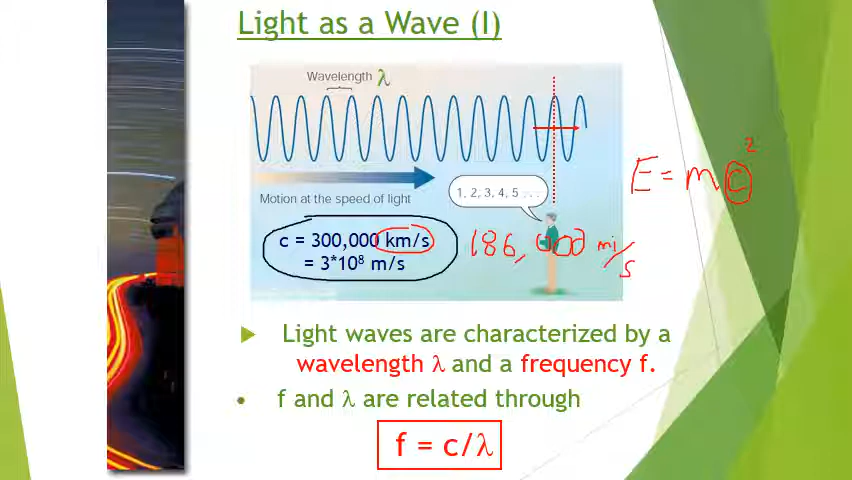 Light as a Wave (I)
Wavelength λ
1, 2, 3, 4, 5 . . .
Motion at the speed of light
E = mc²
c = 300,000 km/s
= 3*10⁸ m/s
186,000 mi/s
Light waves are characterized by a
wavelength λ and a frequency f.
f and λ are related through
f = c/λ